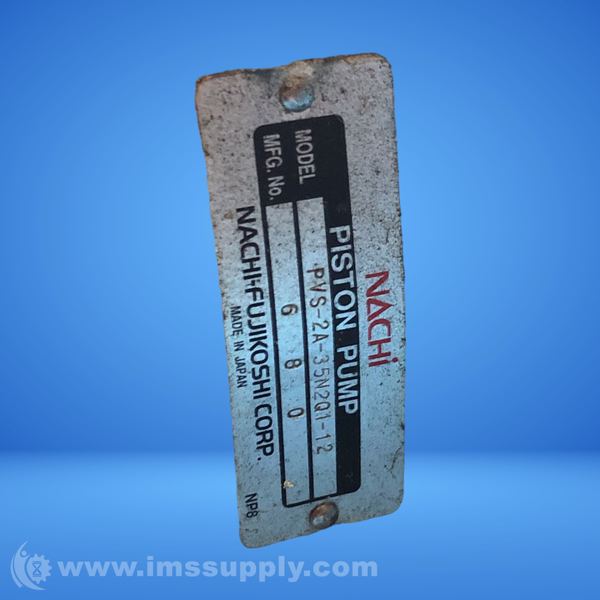 NACHi
PISTON PUMP
MODEL PVS-2A-35N2Q1-12
MFG. No. 6 8 0
NACHI-FUJIKOSHI CORP.
MADE IN JAPAN
NP8
www.imssupply.com